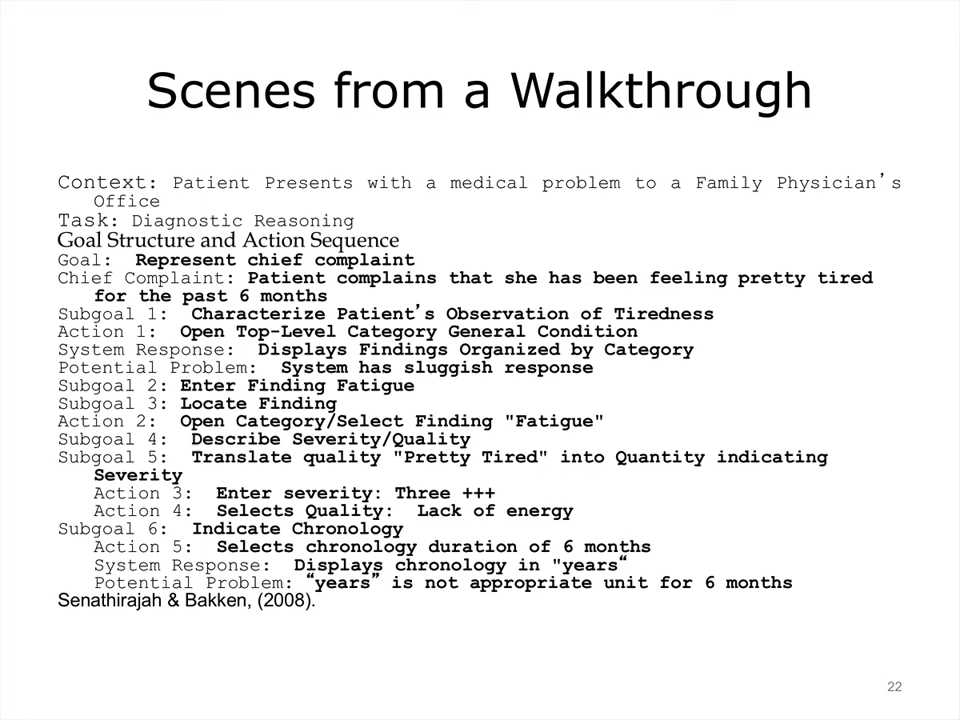 Scenes from a Walkthrough
Context: Patient Presents with a medical problem to a Family Physician’s
Office
Task: Diagnostic Reasoning
Goal Structure and Action Sequence
Goal: Represent chief complaint
Chief Complaint: Patient complains that she has been feeling pretty tired
for the past 6 months
Subgoal 1: Characterize Patient’s Observation of Tiredness
Action 1: Open Top-Level Category General Condition
System Response: Displays Findings Organized by Category
Potential Problem: System has sluggish response
Subgoal 2: Enter Finding Fatigue
Subgoal 3: Locate Finding
Action 2: Open Category/Select Finding "Fatigue"
Subgoal 4: Describe Severity/Quality
Subgoal 5: Translate quality "Pretty Tired" into Quantity indicating
Severity
Action 3: Enter severity: Three +++
Action 4: Selects Quality: Lack of energy
Subgoal 6: Indicate Chronology
Action 5: Selects chronology duration of 6 months
System Response: Displays chronology in "years“
Potential Problem: “years” is not appropriate unit for 6 months
Senathirajah & Bakken, (2008).
22